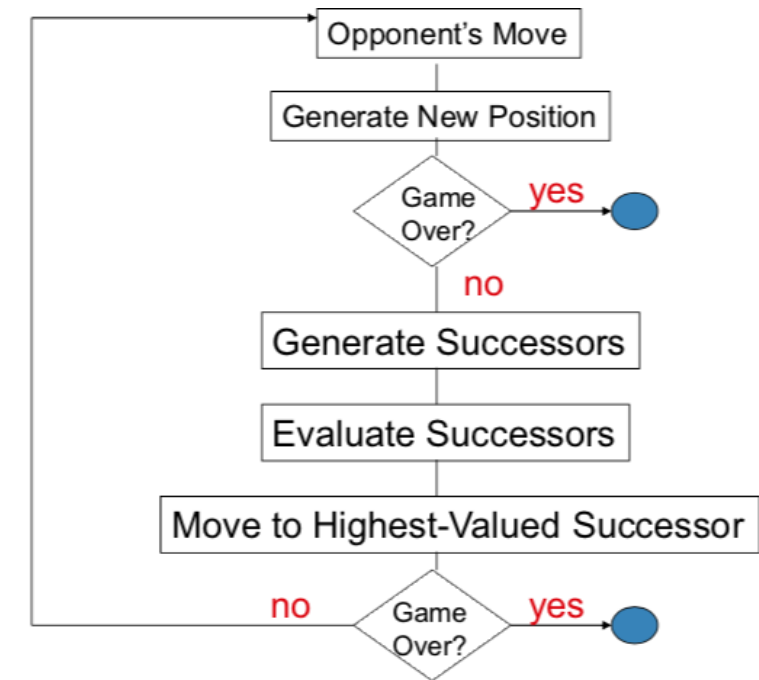 Opponent's Move
Generate New Position
Game
Over?
yes
no
Generate Successors
Evaluate Successors
Move to Highest-Valued Successor
no
Game
Over?
yes